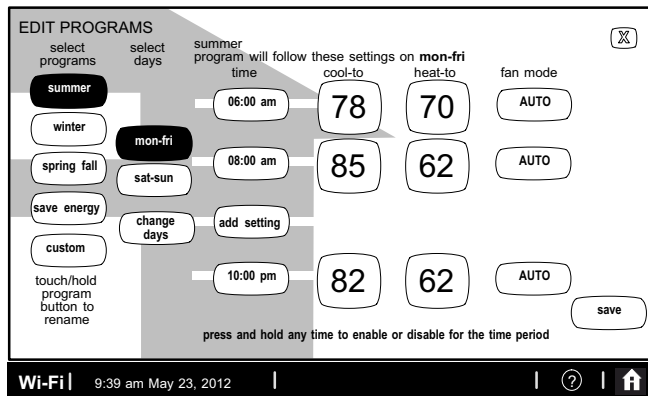 EDIT PROGRAMS
X
select programs
select days
summer
program will follow these settings on mon-fri
time
cool-to
heat-to
fan mode
summer
winter
spring fall
save energy
custom
touch/hold
program
button to
rename
mon-fri
sat-sun
change
days
06:00 am
78
70
AUTO
08:00 am
85
62
AUTO
add setting
10:00 pm
82
62
AUTO
save
press and hold any time to enable or disable for the time period
Wi-Fi
9:39 am May 23, 2012
?